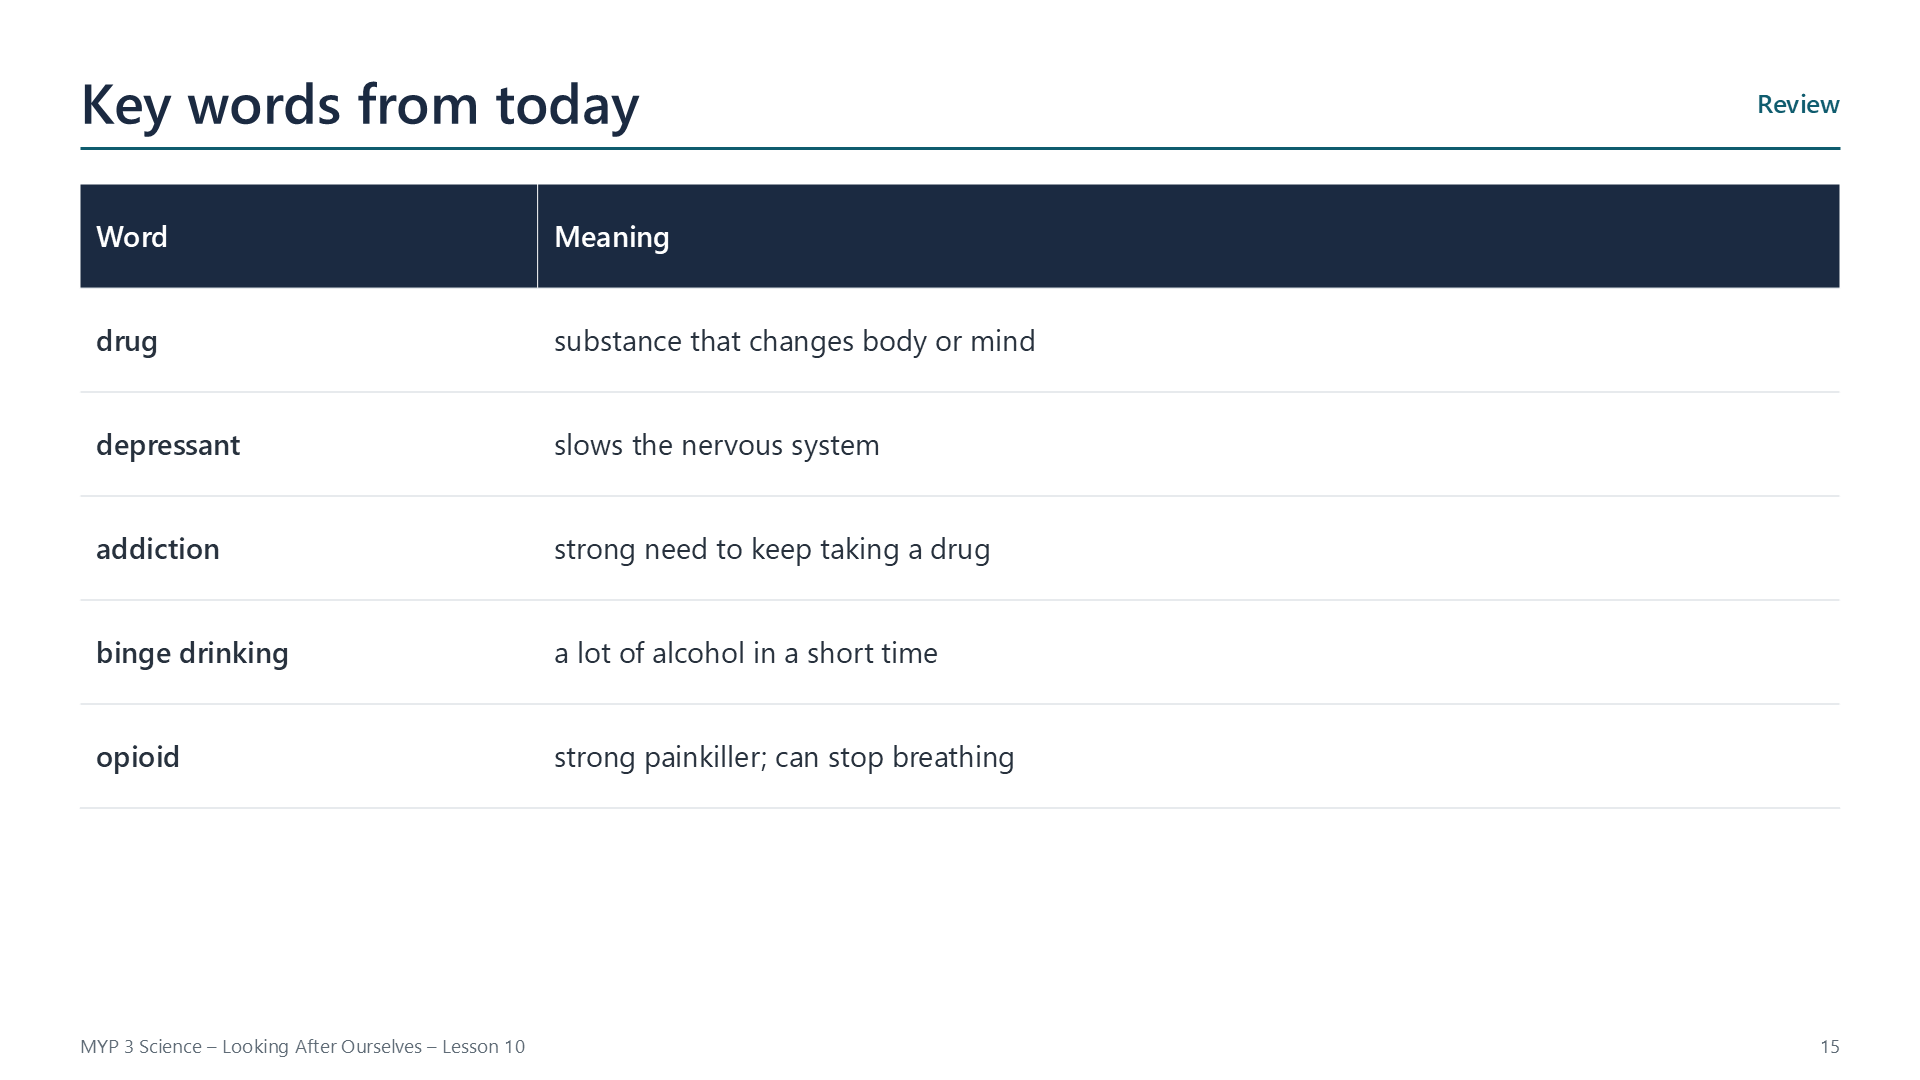 Key words from today
Review
Word Meaning
drug substance that changes body or mind
depressant slows the nervous system
addiction strong need to keep taking a drug
binge drinking a lot of alcohol in a short time
opioid strong painkiller; can stop breathing
MYP 3 Science – Looking After Ourselves – Lesson 10
15